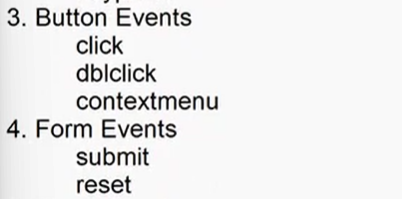 3. Button Events
click
dblclick
contextmenu
4. Form Events
submit
reset